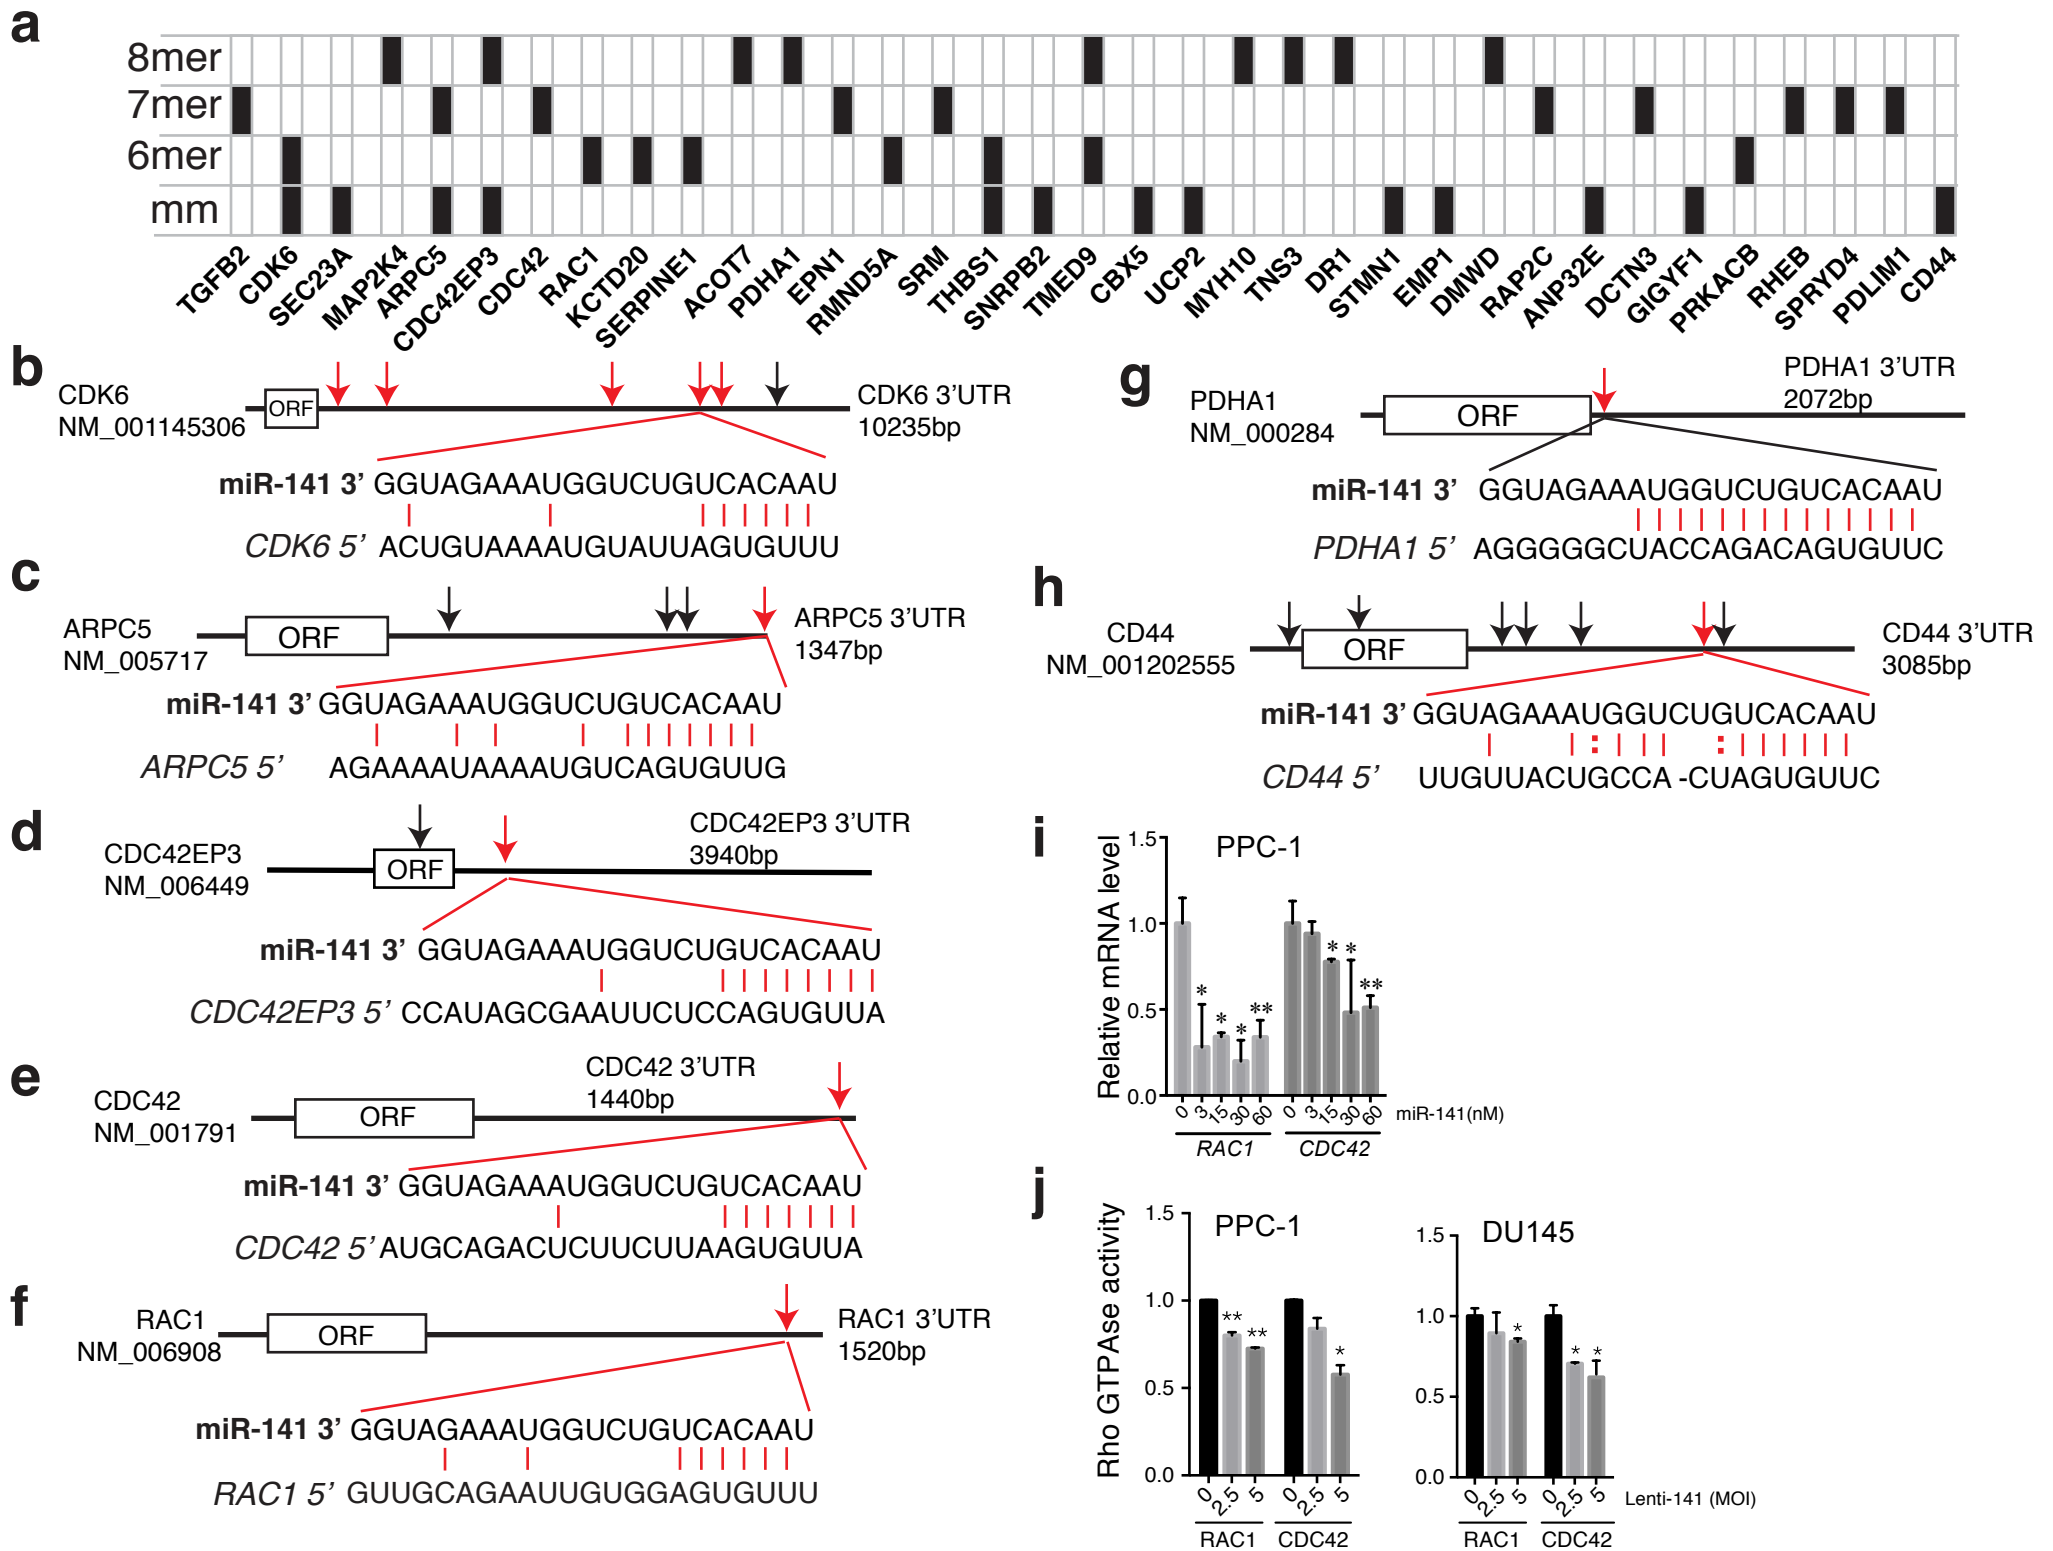 a
8mer
7mer
6mer
mm
TGFB2 CDK6 SEC23A MAP2K4 ARPC5 CDC42EP3 CDC42 RAC1 KCTD20 SERPINE1 ACOT7 PDHA1 EPN1 RMND5A SRM THBS1 SNRPB2 TMED9 CBX5 UCP2 MYH10 TNS3 DR1 STMN1 EMP1 DMWD RAP2C ANP32E DCTN3 GIGYF1 PRKACB RHEB SPRYD4 PDLIM1 CD44
b
CDK6
NM_001145306
ORF
CDK6 3’UTR
10235bp
miR-141 3’ GGUAGAAAUGGUCUGUCACAAU
CDK6 5’ ACUGUAAAAUGUAUUAGUGUUU
c
ARPC5
NM_005717
ORF
ARPC5 3’UTR
1347bp
miR-141 3’ GGUAGAAAUGGUCUGUCACAAU
ARPC5 5’ AGAAAAUAAAAUGUCAGUGUUG
d
CDC42EP3
NM_006449
ORF
CDC42EP3 3’UTR
3940bp
miR-141 3’ GGUAGAAAUGGUCUGUCACAAU
CDC42EP3 5’ CCAUAGCGAAUUCUCCAGUGUUA
e
CDC42
NM_001791
ORF
CDC42 3’UTR
1440bp
miR-141 3’ GGUAGAAAUGGUCUGUCACAAU
CDC42 5’ AUGCAGACUCUUCUUAAGUGUUA
f
RAC1
NM_006908
ORF
RAC1 3’UTR
1520bp
miR-141 3’ GGUAGAAAUGGUCUGUCACAAU
RAC1 5’ GUUGCAGAAUUGUGGAGUGUUU
g
PDHA1
NM_000284
ORF
PDHA1 3’UTR
2072bp
miR-141 3’ GGUAGAAAUGGUCUGUCACAAU
PDHA1 5’ AGGGGGCUACCAGACAGUGUUC
h
CD44
NM_001202555
ORF
CD44 3’UTR
3085bp
miR-141 3’ GGUAGAAAUGGUCUGUCACAAU
CD44 5’ UUGUUACUGCCA -CUAGUGUUC
i
Relative mRNA level
PPC-1
1.5
1.0
0.5
0.0
* * * ** * * **
0 3 15 30 60 0 3 15 30 60 miR-141(nM)
RAC1 CDC42
j
Rho GTPAse activity
PPC-1
1.5
1.0
0.5
0.0
** ** *
0 2.5 5 0 2.5 5
RAC1 CDC42
DU145
1.5
1.0
0.5
0.0
* * *
0 2.5 5 0 2.5 5 Lenti-141 (MOI)
RAC1 CDC42